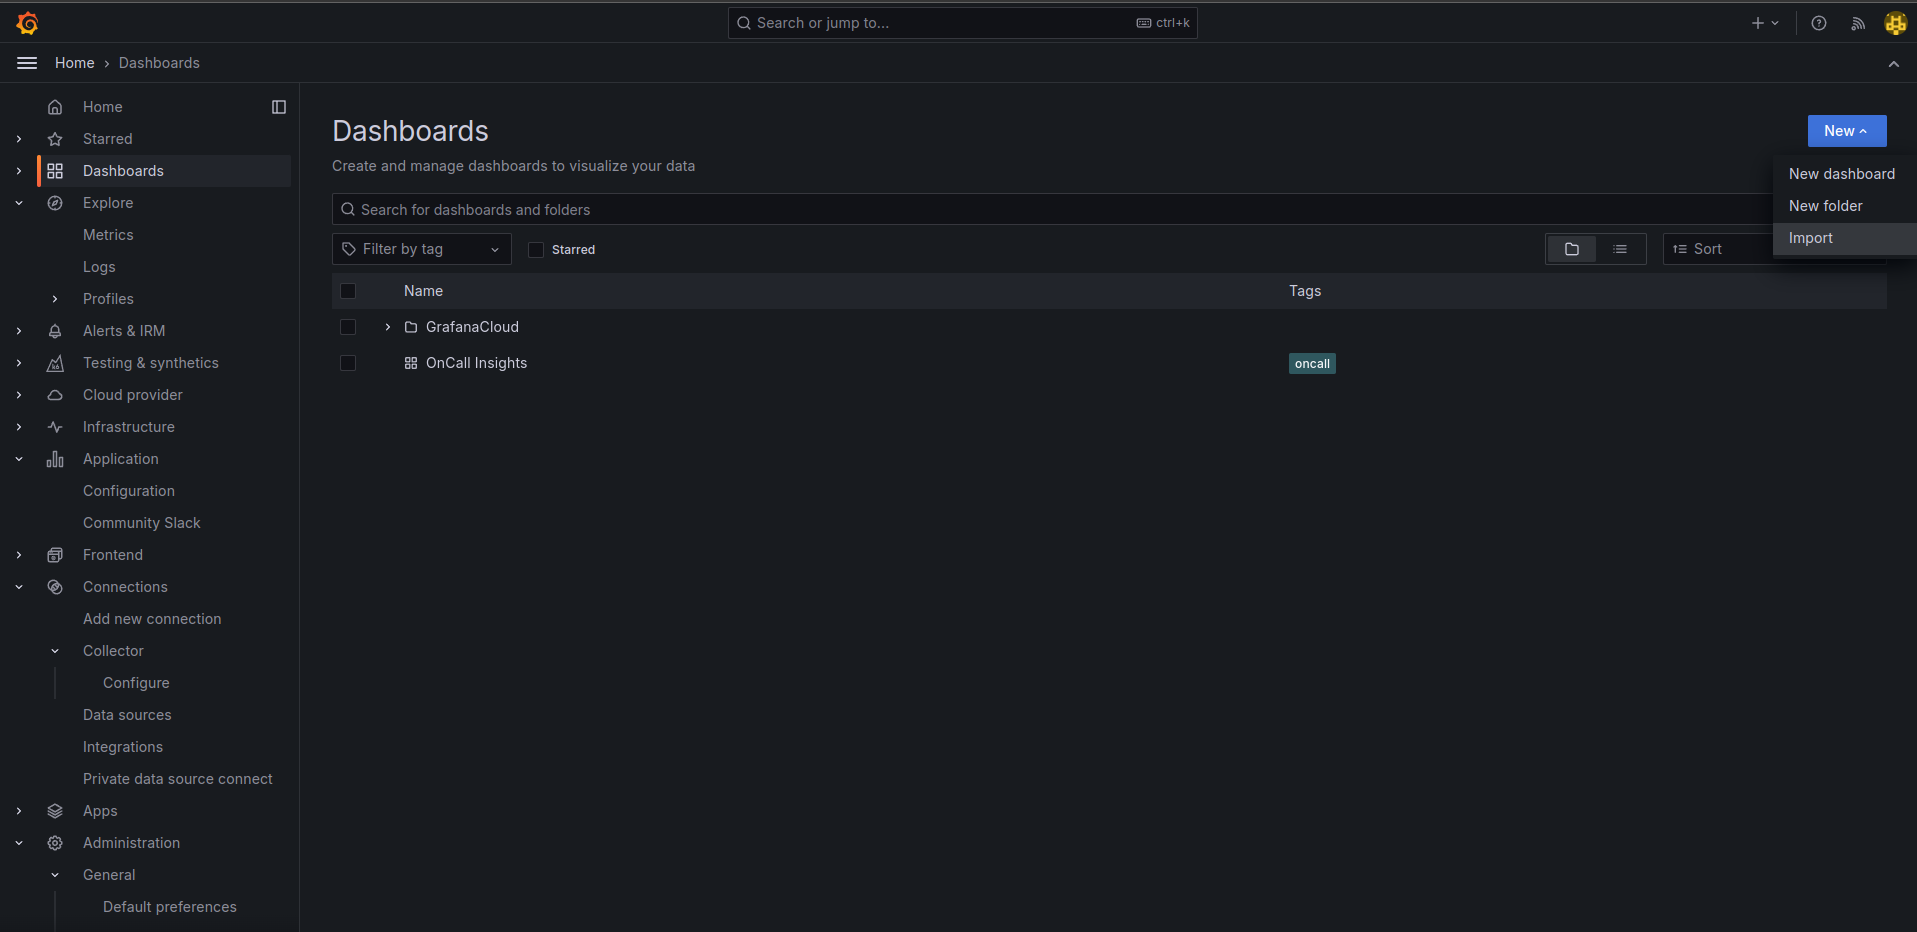 Search or jump to...
ctrl+k
Home › Dashboards
Home
Starred
Dashboards
Explore
Metrics
Logs
Profiles
Alerts & IRM
Testing & synthetics
Cloud provider
Infrastructure
Application
Configuration
Community Slack
Frontend
Connections
Add new connection
Collector
Configure
Data sources
Integrations
Private data source connect
Apps
Administration
General
Default preferences
Dashboards
Create and manage dashboards to visualize your data
New
New dashboard
New folder
Import
Search for dashboards and folders
Filter by tag
Starred
Sort
Name Tags
GrafanaCloud
OnCall Insights oncall